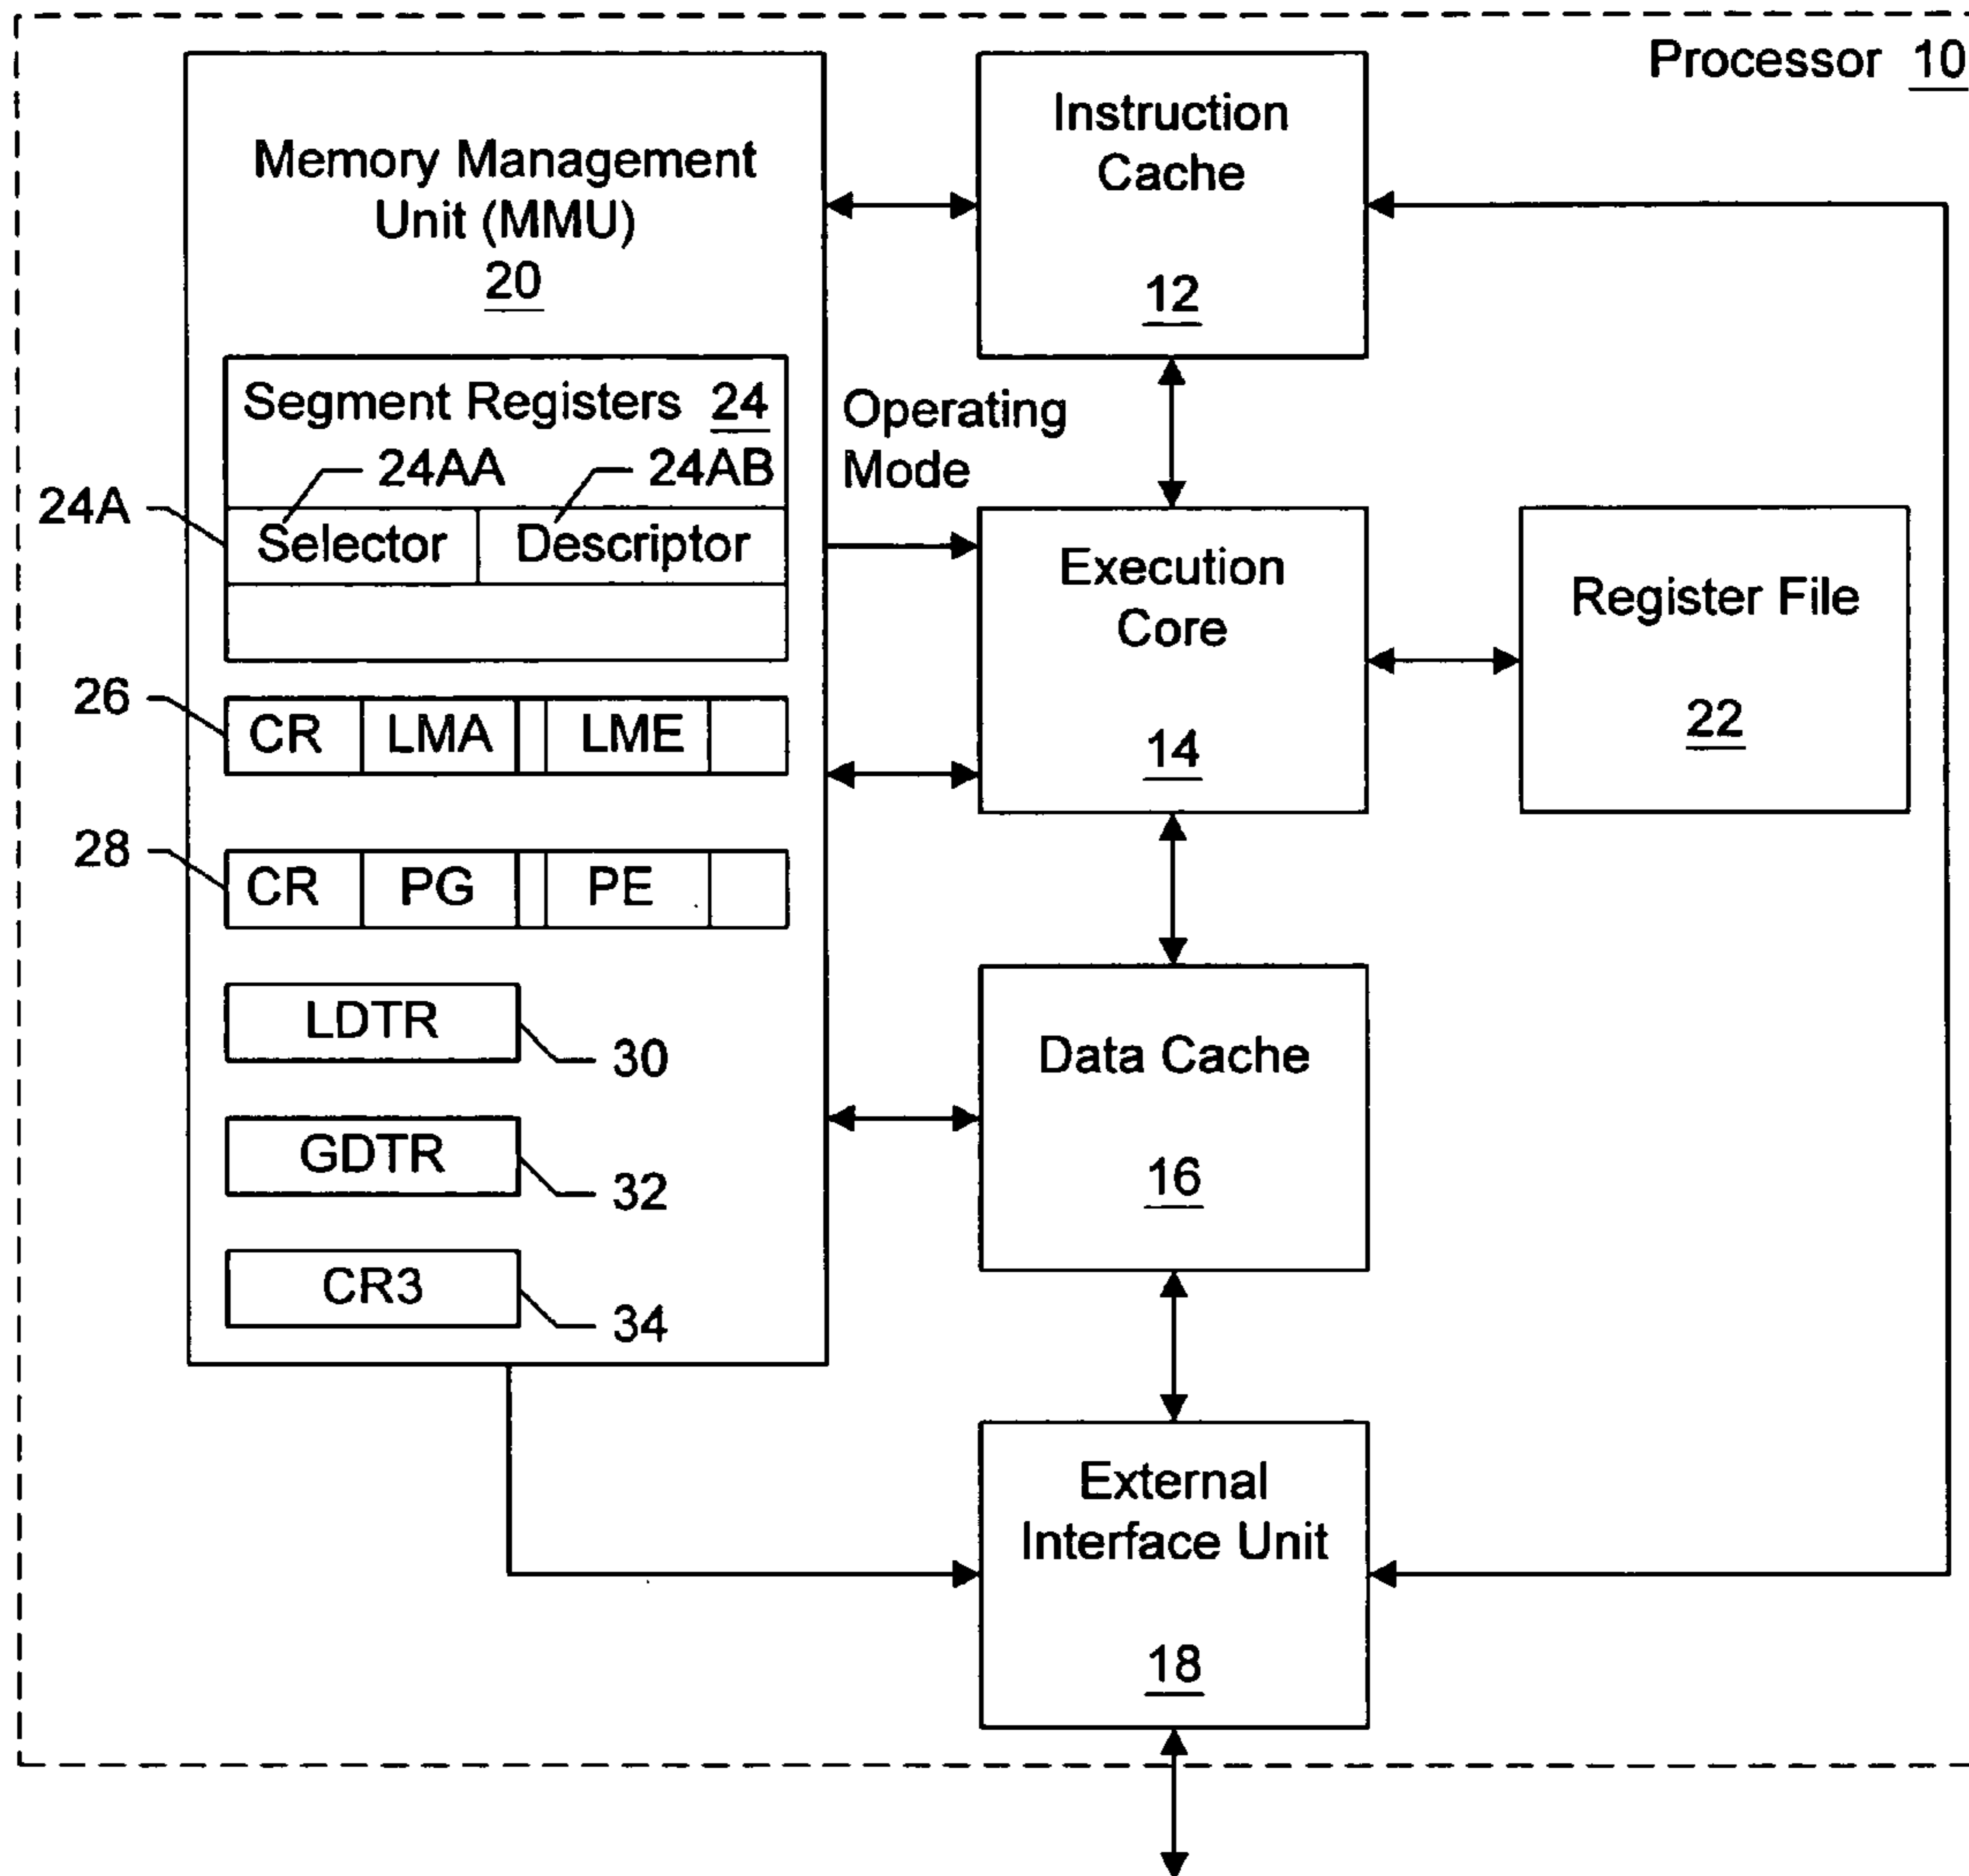 Processor 10
Memory Management
Unit (MMU)
20
Segment Registers 24
24AA
24AB
24A
Selector
Descriptor
26
CR
LMA
LME
28
CR
PG
PE
LDTR
30
GDTR
32
CR3
34
Operating
Mode
Instruction
Cache
12
Execution
Core
14
Register File
22
Data Cache
16
External
Interface Unit
18